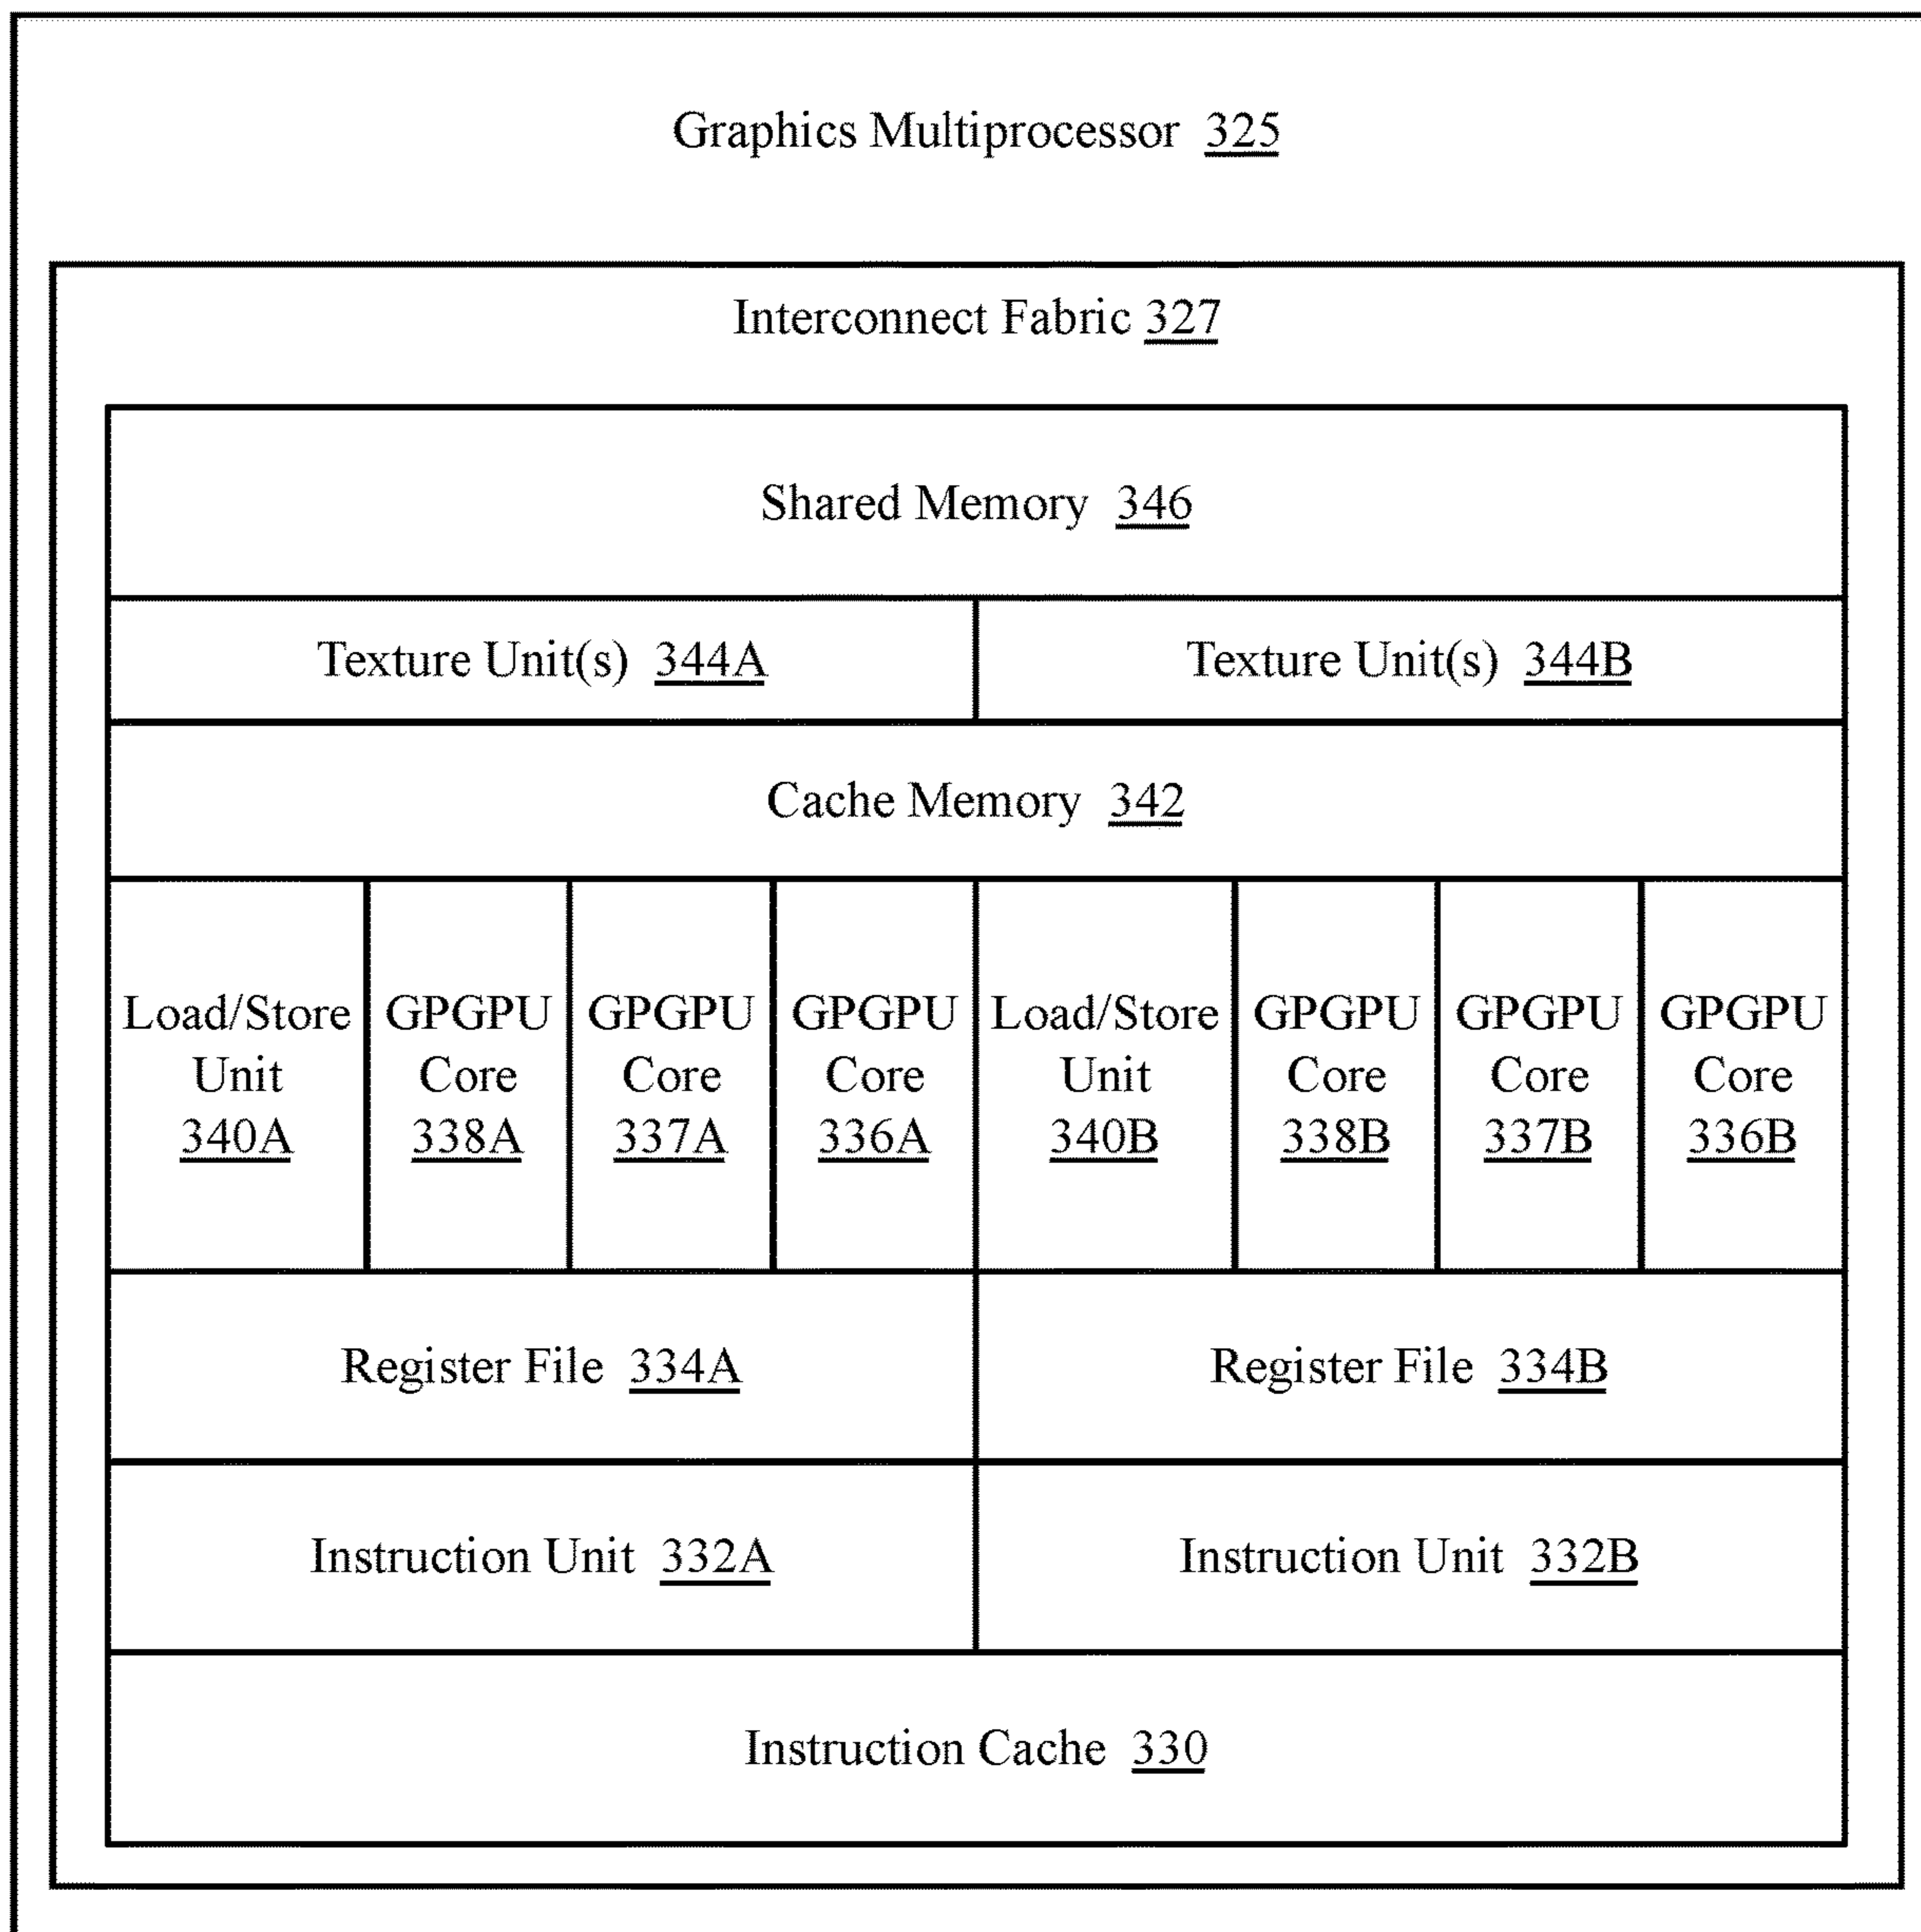 Graphics Multiprocessor 325
Interconnect Fabric 327
Shared Memory 346
Texture Unit(s) 344A
Texture Unit(s) 344B
Cache Memory 342
Load/Store
Unit
340A
GPGPU
Core
338A
GPGPU
Core
337A
GPGPU
Core
336A
Load/Store
Unit
340B
GPGPU
Core
338B
GPGPU
Core
337B
GPGPU
Core
336B
Register File 334A
Register File 334B
Instruction Unit 332A
Instruction Unit 332B
Instruction Cache 330